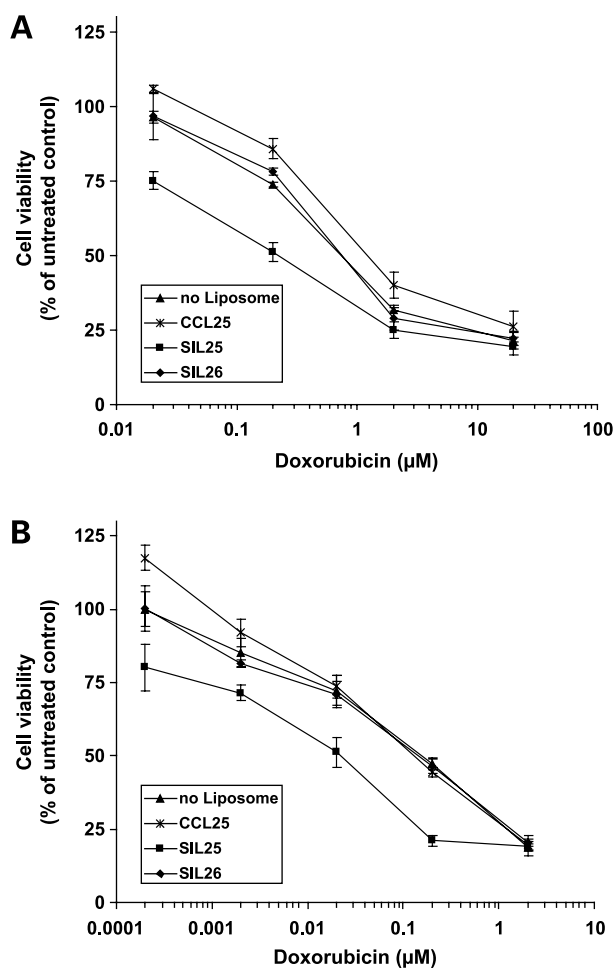 A
125
100
75
50
25
0
Cell viability
(% of untreated control)
no Liposome
CCL25
SIL25
SIL26
0.01
0.1
1
10
100
Doxorubicin (µM)
B
125
100
75
50
25
0
Cell viability
(% of untreated control)
no Liposome
CCL25
SIL25
SIL26
0.0001
0.001
0.01
0.1
1
10
Doxorubicin (µM)